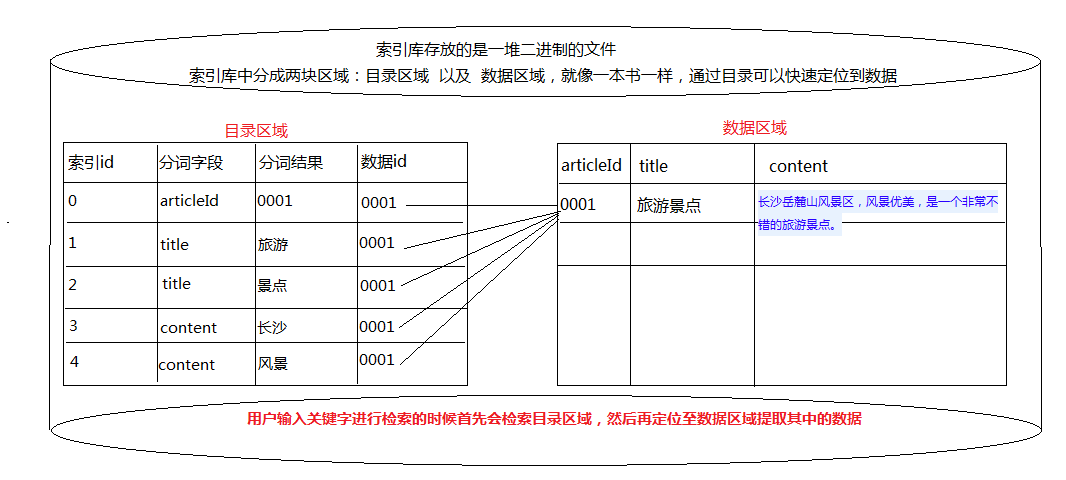 索引库存放的是一堆二进制的文件
索引库中分成两块区域：目录区域 以及 数据区域，就像一本书一样，通过目录可以快速定位到数据
目录区域
索引id 分词字段 分词结果 数据id
0 articleId 0001 0001
1 title 旅游 0001
2 title 景点 0001
3 content 长沙 0001
4 content 风景 0001
数据区域
articleId title content
0001 旅游景点 长沙岳麓山风景区，风景优美，是一个非常不
错的旅游景点。
用户输入关键字进行检索的时候首先会检索目录区域，然后再定位至数据区域提取其中的数据